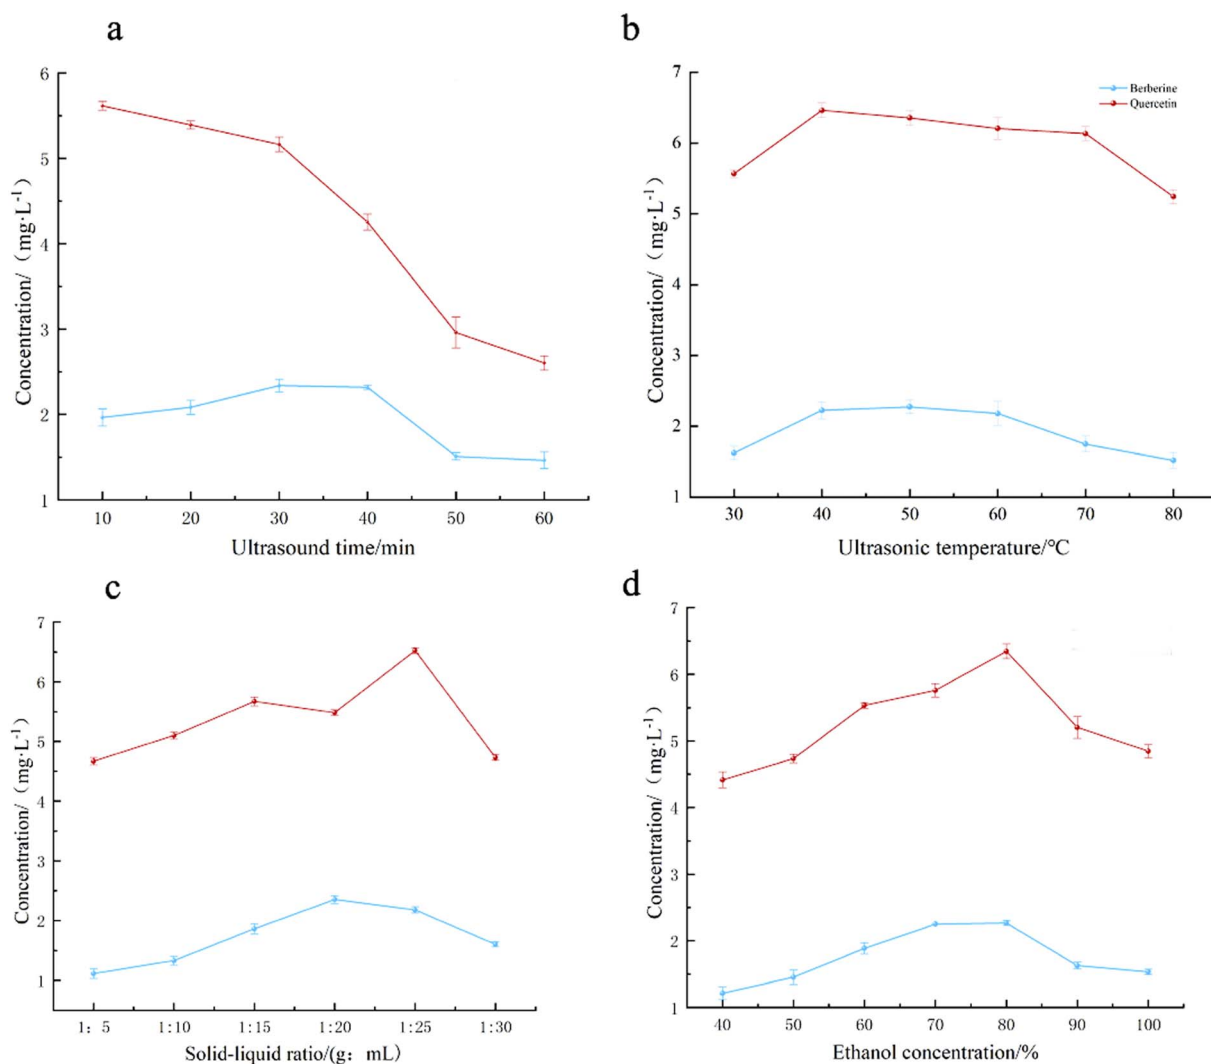 a
6
5
4
3
2
1
Concentration/（mg·L⁻¹）
10 20 30 40 50 60
Ultrasound time/min
b
7
6
5
4
3
2
1
Concentration/（mg·L⁻¹）
Berberine
Quercetin
30 40 50 60 70 80
Ultrasonic temperature/℃
c
7
6
5
4
3
2
1
Concentration/（mg·L⁻¹）
1: 5 1:10 1:15 1:20 1:25 1:30
Solid-liquid ratio/(g: mL)
d
7
6
5
4
3
2
1
Concentration/（mg·L⁻¹）
40 50 60 70 80 90 100
Ethanol concentration/%